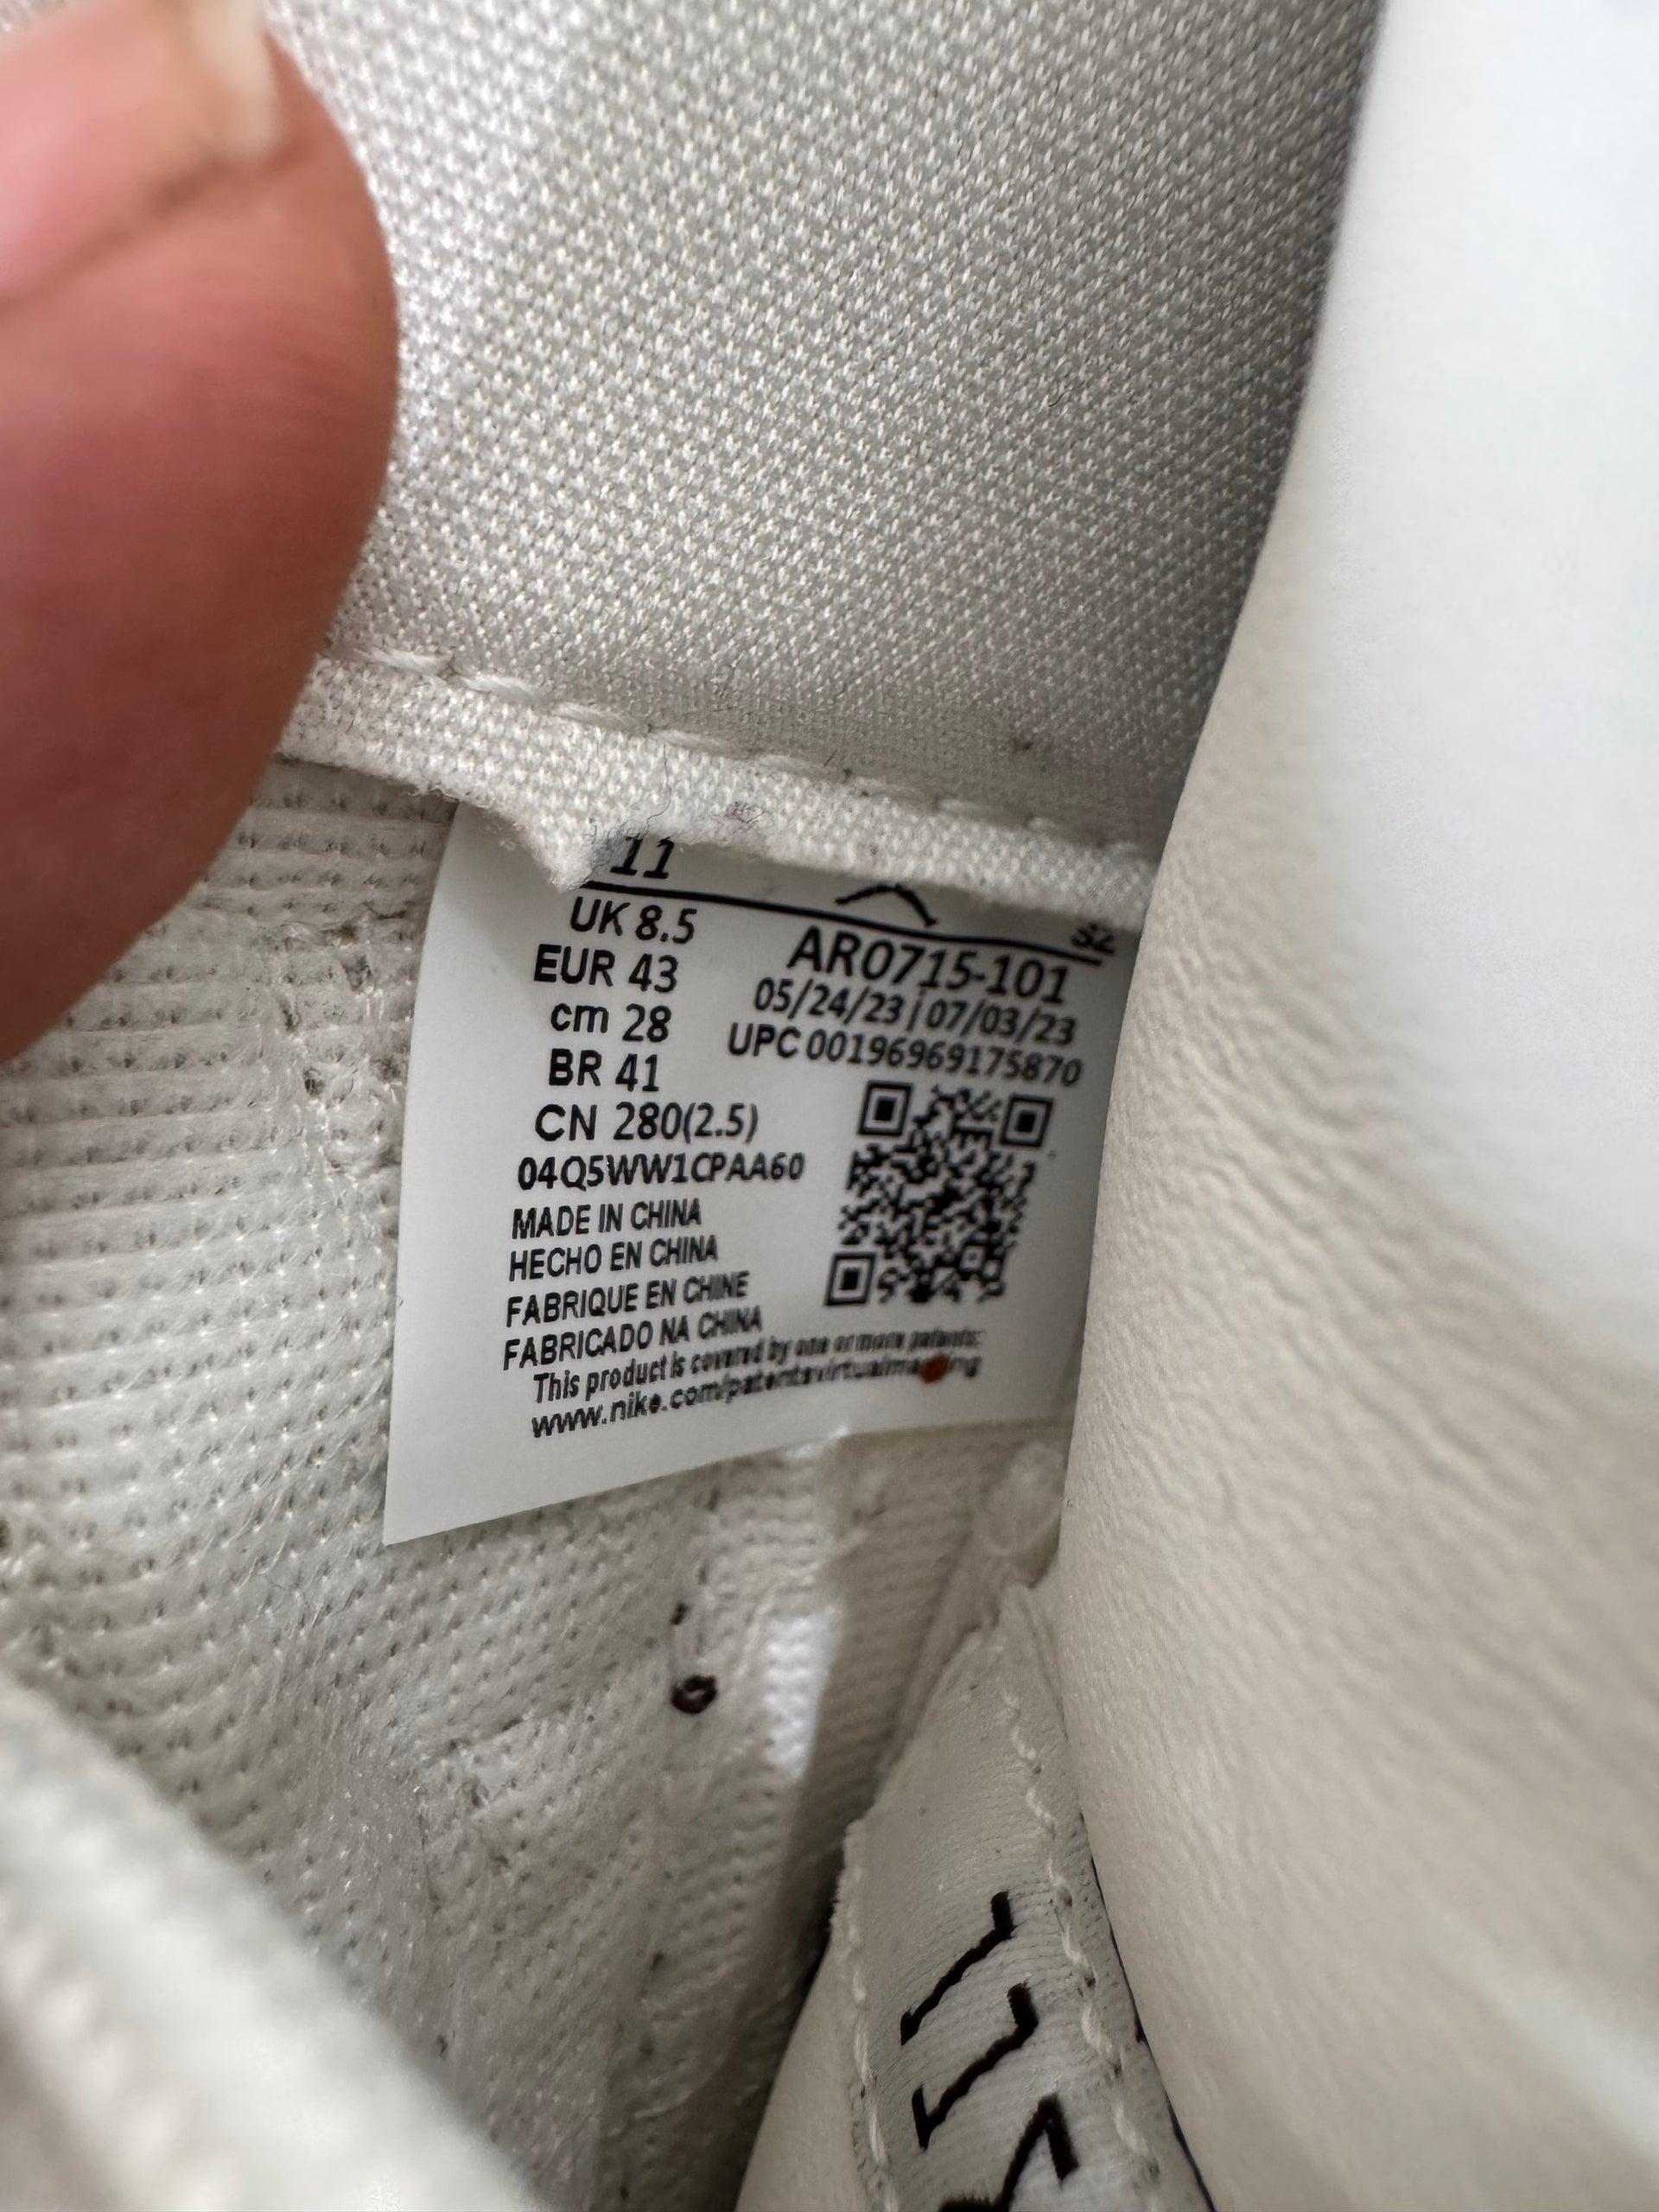 11
32
UK 8.5
EUR 43
cm 28
BR 41
CN 280(2.5)
04Q5WW1CPAA60
MADE IN CHINA
HECHO EN CHINA
FABRIQUE EN CHINE
FABRICADO NA CHINA
AR0715-101
05/24/23 | 07/03/23
UPC 00196969175870
This product is covered by one or more patents:
www.nike.com/patentsvirtualmarking